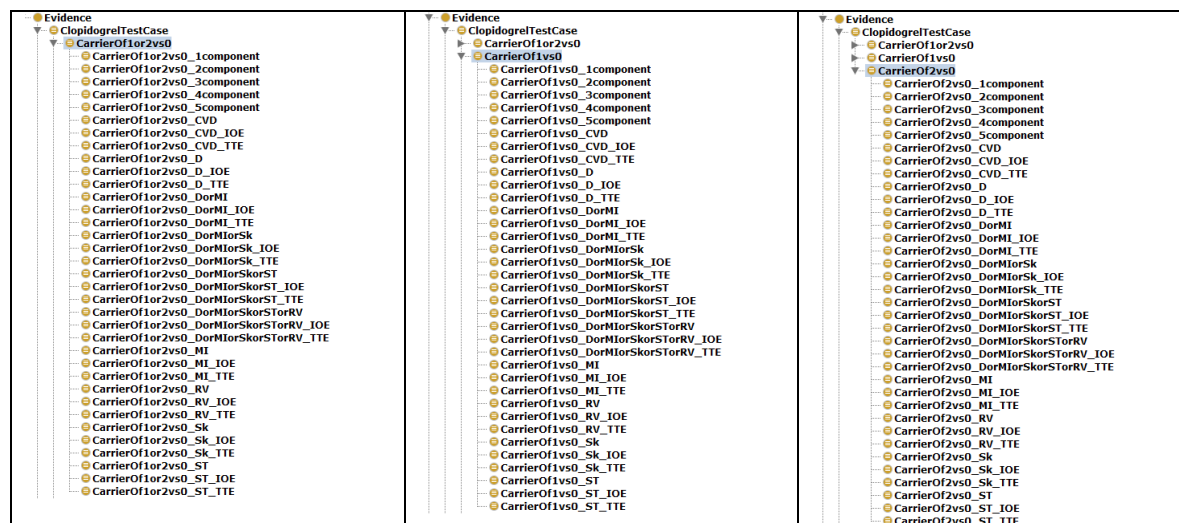 Evidence
ClopidogrelTestCase
CarrierOf1or2vs0
CarrierOf1or2vs0_1component
CarrierOf1or2vs0_2component
CarrierOf1or2vs0_3component
CarrierOf1or2vs0_4component
CarrierOf1or2vs0_5component
CarrierOf1or2vs0_CVD
CarrierOf1or2vs0_CVD_IOE
CarrierOf1or2vs0_CVD_TTE
CarrierOf1or2vs0_D
CarrierOf1or2vs0_D_IOE
CarrierOf1or2vs0_D_TTE
CarrierOf1or2vs0_DorMI
CarrierOf1or2vs0_DorMI_IOE
CarrierOf1or2vs0_DorMI_TTE
CarrierOf1or2vs0_DorMIorSk
CarrierOf1or2vs0_DorMIorSk_IOE
CarrierOf1or2vs0_DorMIorSk_TTE
CarrierOf1or2vs0_DorMIorSkorST
CarrierOf1or2vs0_DorMIorSkorST_IOE
CarrierOf1or2vs0_DorMIorSkorST_TTE
CarrierOf1or2vs0_DorMIorSkorSTorRV
CarrierOf1or2vs0_DorMIorSkorSTorRV_IOE
CarrierOf1or2vs0_DorMIorSkorSTorRV_TTE
CarrierOf1or2vs0_MI
CarrierOf1or2vs0_MI_IOE
CarrierOf1or2vs0_MI_TTE
CarrierOf1or2vs0_RV
CarrierOf1or2vs0_RV_IOE
CarrierOf1or2vs0_RV_TTE
CarrierOf1or2vs0_Sk
CarrierOf1or2vs0_Sk_IOE
CarrierOf1or2vs0_Sk_TTE
CarrierOf1or2vs0_ST
CarrierOf1or2vs0_ST_IOE
CarrierOf1or2vs0_ST_TTE
Evidence
ClopidogrelTestCase
CarrierOf1or2vs0
CarrierOf1vs0
CarrierOf1vs0_1component
CarrierOf1vs0_2component
CarrierOf1vs0_3component
CarrierOf1vs0_4component
CarrierOf1vs0_5component
CarrierOf1vs0_CVD
CarrierOf1vs0_CVD_IOE
CarrierOf1vs0_CVD_TTE
CarrierOf1vs0_D
CarrierOf1vs0_D_IOE
CarrierOf1vs0_D_TTE
CarrierOf1vs0_DorMI
CarrierOf1vs0_DorMI_IOE
CarrierOf1vs0_DorMI_TTE
CarrierOf1vs0_DorMIorSk
CarrierOf1vs0_DorMIorSk_IOE
CarrierOf1vs0_DorMIorSk_TTE
CarrierOf1vs0_DorMIorSkorST
CarrierOf1vs0_DorMIorSkorST_IOE
CarrierOf1vs0_DorMIorSkorST_TTE
CarrierOf1vs0_DorMIorSkorSTorRV
CarrierOf1vs0_DorMIorSkorSTorRV_IOE
CarrierOf1vs0_DorMIorSkorSTorRV_TTE
CarrierOf1vs0_MI
CarrierOf1vs0_MI_IOE
CarrierOf1vs0_MI_TTE
CarrierOf1vs0_RV
CarrierOf1vs0_RV_IOE
CarrierOf1vs0_RV_TTE
CarrierOf1vs0_Sk
CarrierOf1vs0_Sk_IOE
CarrierOf1vs0_Sk_TTE
CarrierOf1vs0_ST
CarrierOf1vs0_ST_IOE
CarrierOf1vs0_ST_TTE
Evidence
ClopidogrelTestCase
CarrierOf1or2vs0
CarrierOf1vs0
CarrierOf2vs0
CarrierOf2vs0_1component
CarrierOf2vs0_2component
CarrierOf2vs0_3component
CarrierOf2vs0_4component
CarrierOf2vs0_5component
CarrierOf2vs0_CVD
CarrierOf2vs0_CVD_IOE
CarrierOf2vs0_CVD_TTE
CarrierOf2vs0_D
CarrierOf2vs0_D_IOE
CarrierOf2vs0_D_TTE
CarrierOf2vs0_DorMI
CarrierOf2vs0_DorMI_IOE
CarrierOf2vs0_DorMI_TTE
CarrierOf2vs0_DorMIorSk
CarrierOf2vs0_DorMIorSk_IOE
CarrierOf2vs0_DorMIorSk_TTE
CarrierOf2vs0_DorMIorSkorST
CarrierOf2vs0_DorMIorSkorST_IOE
CarrierOf2vs0_DorMIorSkorST_TTE
CarrierOf2vs0_DorMIorSkorSTorRV
CarrierOf2vs0_DorMIorSkorSTorRV_IOE
CarrierOf2vs0_DorMIorSkorSTorRV_TTE
CarrierOf2vs0_MI
CarrierOf2vs0_MI_IOE
CarrierOf2vs0_MI_TTE
CarrierOf2vs0_RV
CarrierOf2vs0_RV_IOE
CarrierOf2vs0_RV_TTE
CarrierOf2vs0_Sk
CarrierOf2vs0_Sk_IOE
CarrierOf2vs0_Sk_TTE
CarrierOf2vs0_ST
CarrierOf2vs0_ST_IOE
CarrierOf2vs0_ST_TTE